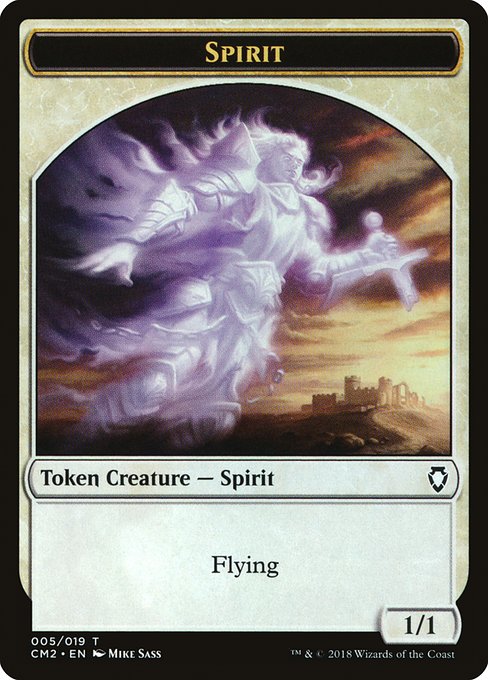 Spirit
Token Creature — Spirit
Flying
1/1
005/019 T
CM2 • EN Mike Sass
™ & © 2018 Wizards of the Coast